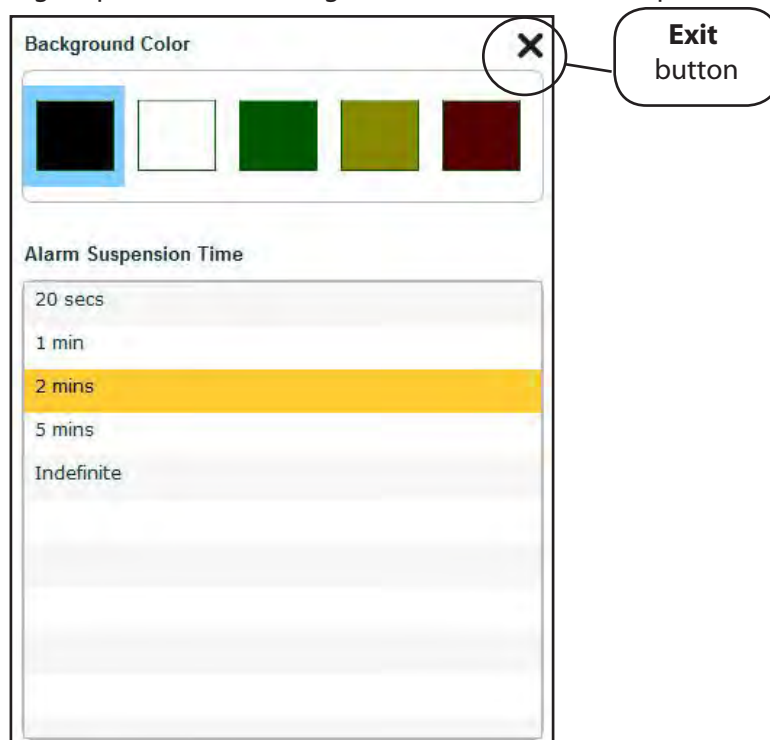 Background Color
Exit
button
Alarm Suspension Time
20 secs
1 min
2 mins
5 mins
Indefinite